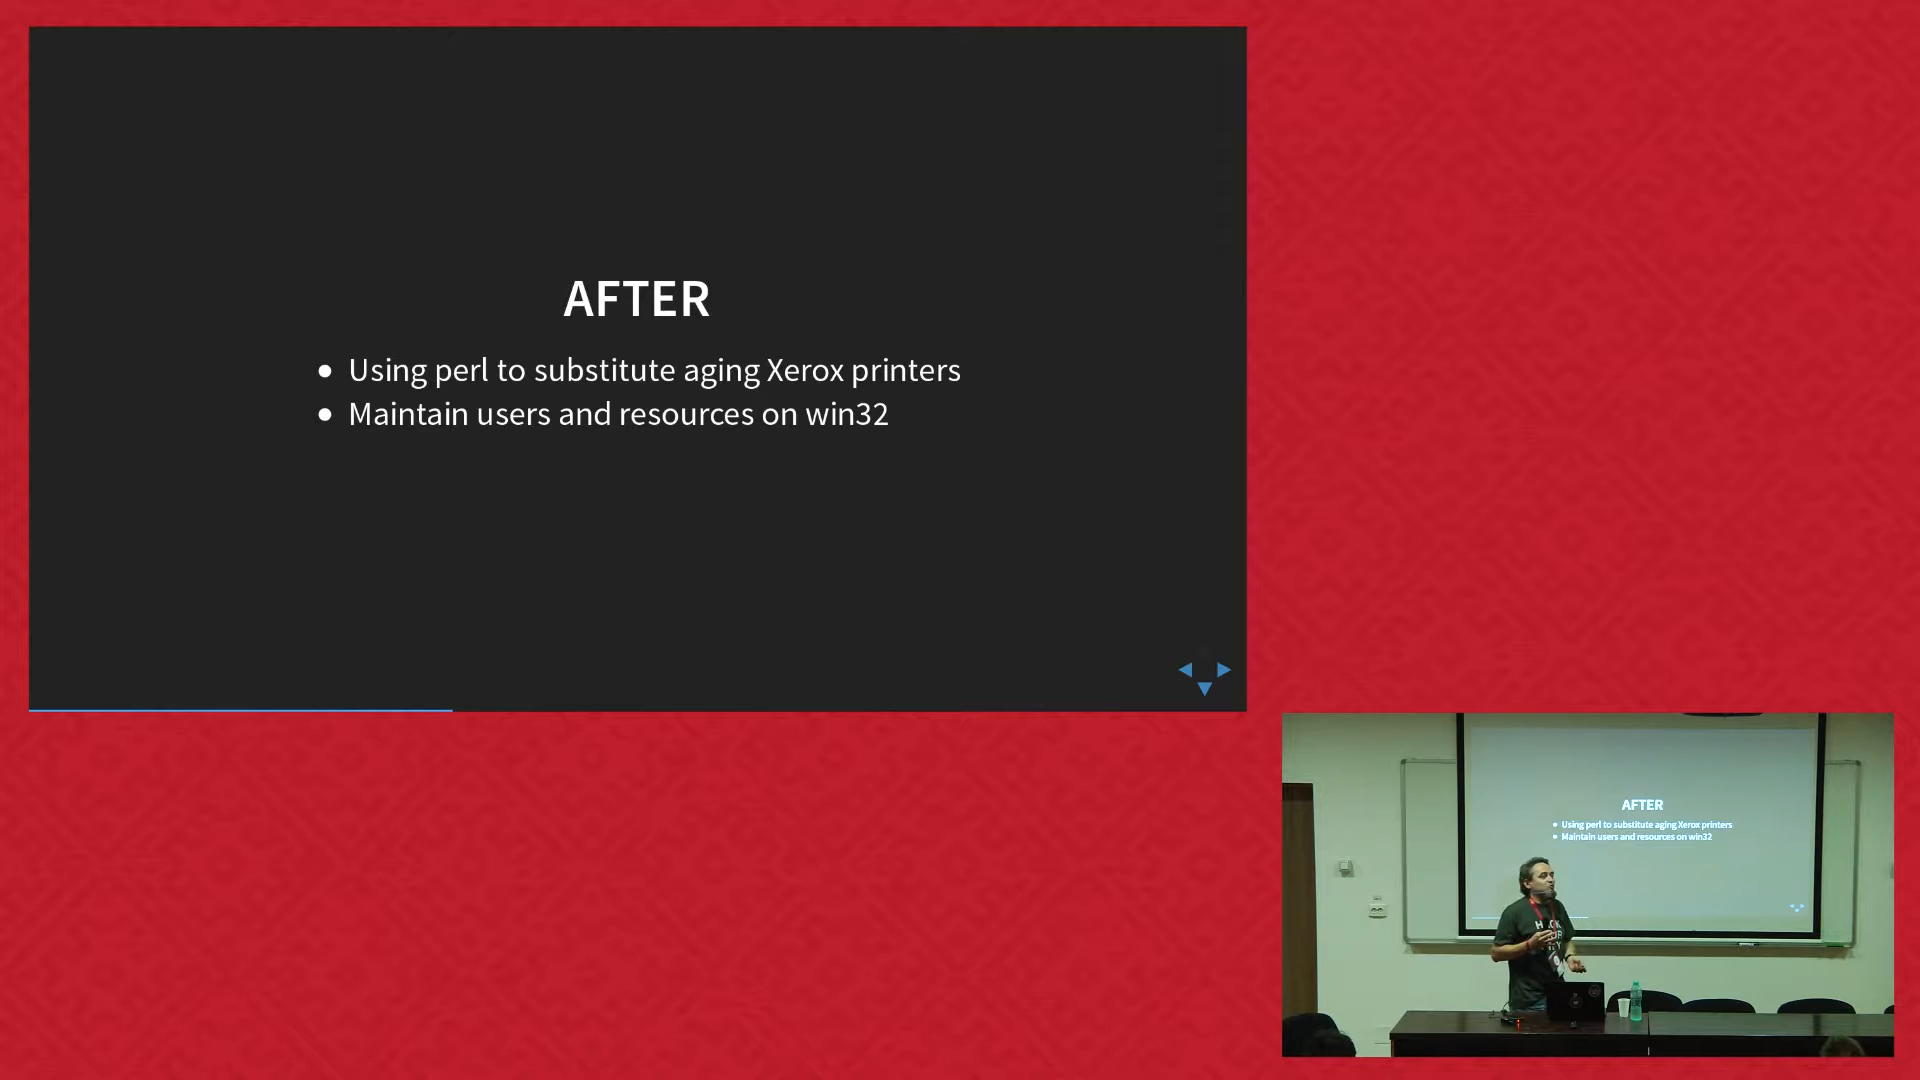 AFTER
Using perl to substitute aging Xerox printers
Maintain users and resources on win32
AFTER
Using perl to substitute aging Xerox printers
Maintain users and resources on win32